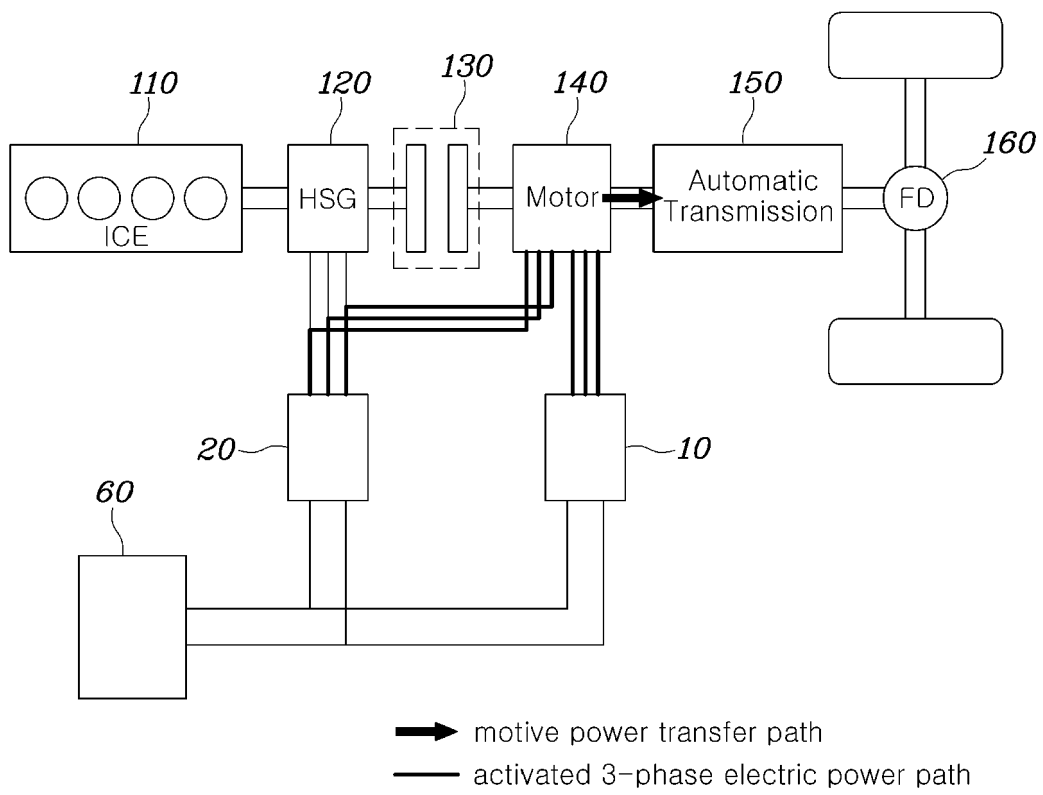 110
120
130
140
150
160
ICE
HSG
Motor
Automatic
Transmission
FD
20
10
60
motive power transfer path
activated 3-phase electric power path